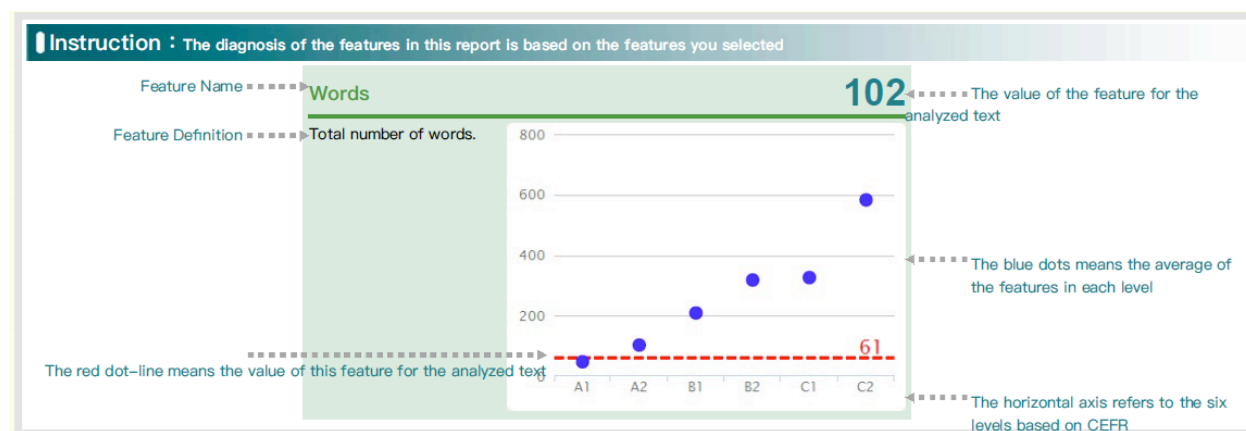 Instruction：The diagnosis of the features in this report is based on the features you selected
Feature Name
Words
102
The value of the feature for the
analyzed text
Feature Definition
Total number of words.
800
600
400
200
0
The blue dots means the average of
the features in each level
61
The red dot-line means the value of this feature for the analyzed text
A1 A2 B1 B2 C1 C2
The horizontal axis refers to the six
levels based on CEFR